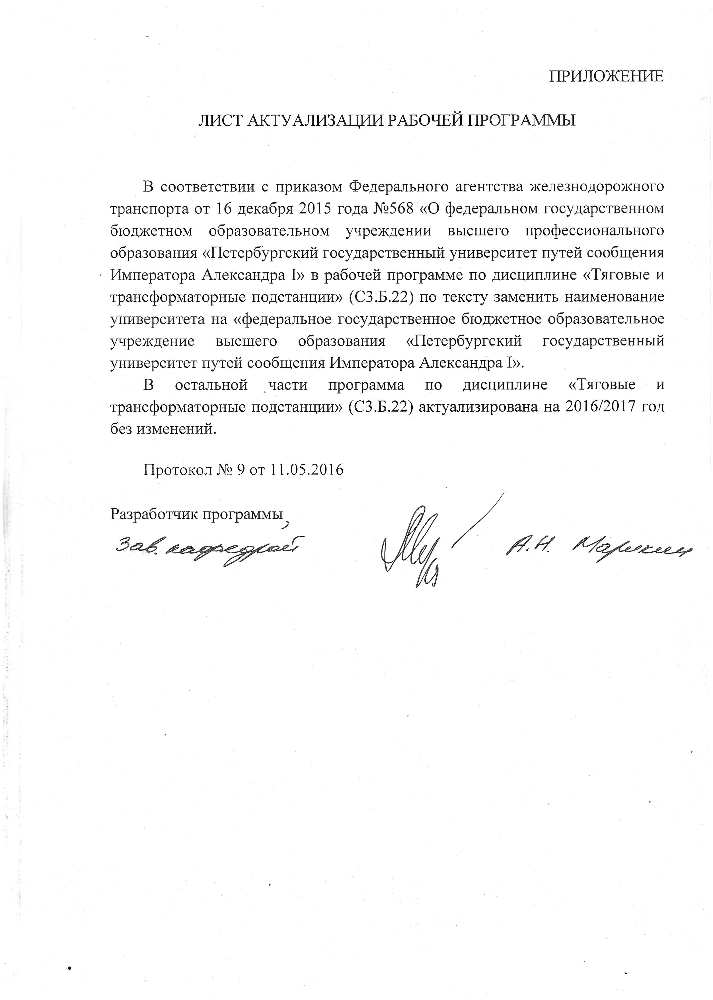 ПРИЛОЖЕНИЕ
ЛИСТ АКТУАЛИЗАЦИИ РАБОЧЕЙ ПРОГРАММЫ
В соответствии с приказом Федерального агентства железнодорожного
транспорта от 16 декабря 2015 года №568 «О федеральном государственном
бюджетном образовательном учреждении высшего профессионального
образования «Петербургский государственный университет путей сообщения
Императора Александра I» в рабочей программе по дисциплине «Тяговые и
трансформаторные подстанции» (С3.Б.22) по тексту заменить наименование
университета на «федеральное государственное бюджетное образовательное
учреждение высшего образования «Петербургский государственный
университет путей сообщения Императора Александра I».
В остальной части программа по дисциплине «Тяговые и
трансформаторные подстанции» (С3.Б.22) актуализирована на 2016/2017 год
без изменений.
Протокол № 9 от 11.05.2016
Разработчик программы,
Зав. кафедрой А.Н. Марикин